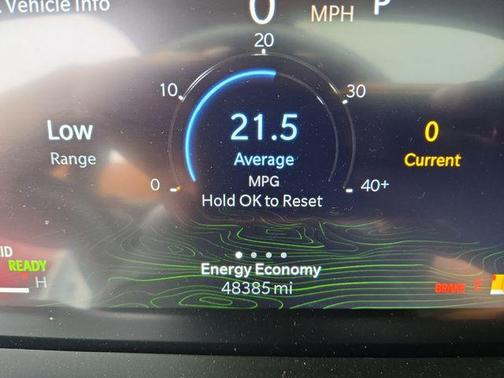 Vehicle Info
0 MPH P
20
10 30
Low 21.5 0
Range Average Current
MPG
0 40+
Hold OK to Reset
READY
H
Energy Economy
48385 mi
BRAKE